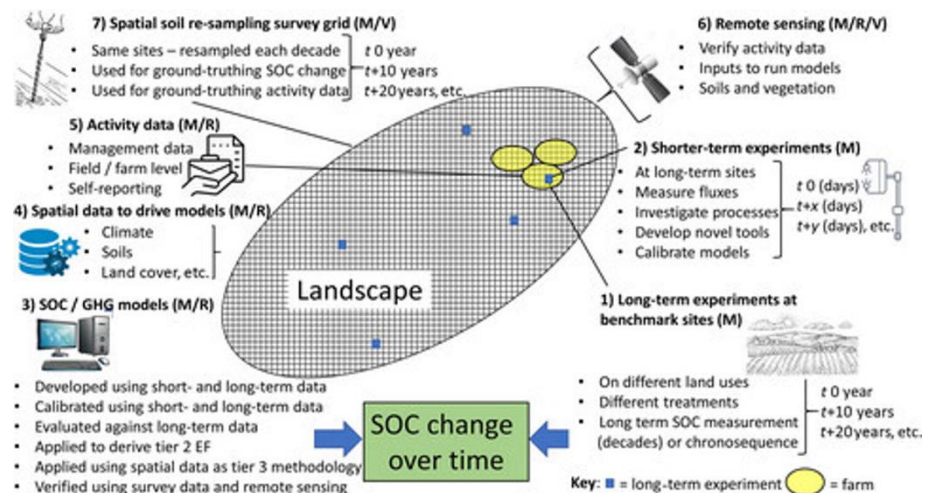 7) Spatial soil re-sampling survey grid (M/V)
• Same sites – resampled each decade
• Used for ground-truthing SOC change
• Used for ground-truthing activity data
t 0 year
t+10 years
t+20 years, etc.
6) Remote sensing (M/R/V)
• Verify activity data
• Inputs to run models
• Soils and vegetation
5) Activity data (M/R)
• Management data
• Field / farm level
• Self-reporting
2) Shorter-term experiments (M)
• At long-term sites
• Measure fluxes
• Investigate processes
• Develop novel tools
• Calibrate models
t 0 (days)
t+x (days)
t+y (days), etc.
4) Spatial data to drive models (M/R)
• Climate
• Soils
• Land cover, etc.
Landscape
3) SOC / GHG models (M/R)
• Developed using short- and long-term data
• Calibrated using short- and long-term data
• Evaluated against long-term data
• Applied to derive tier 2 EF
• Applied using spatial data as tier 3 methodology
• Verified using survey data and remote sensing
1) Long-term experiments at
benchmark sites (M)
• On different land uses
• Different treatments
• Long term SOC measurement
(decades) or chronosequence
t 0 year
t+10 years
t+20 years, etc.
SOC change
over time
Key: = long-term experiment = farm